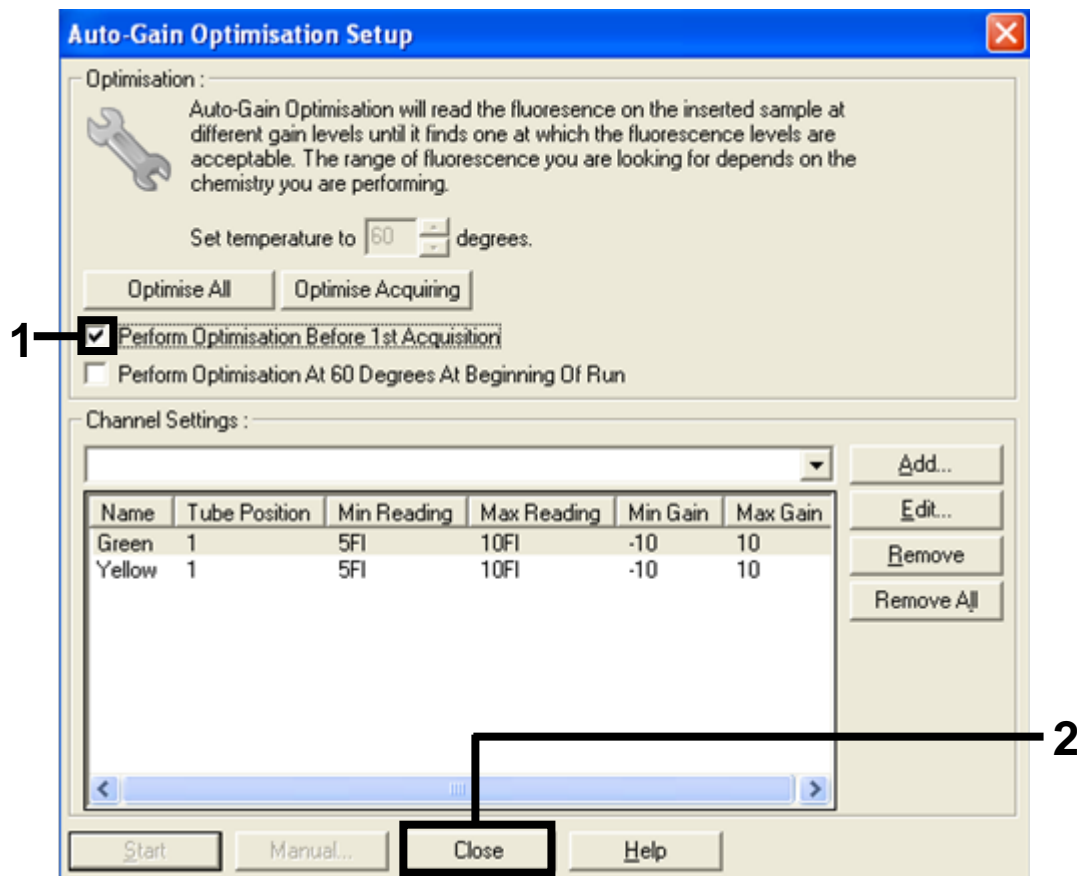 Auto-Gain Optimisation Setup
Optimisation :
Auto-Gain Optimisation will read the fluoresence on the inserted sample at
different gain levels until it finds one at which the fluorescence levels are
acceptable. The range of fluorescence you are looking for depends on the
chemistry you are performing.
Set temperature to 60 degrees.
Optimise All Optimise Acquiring
1
Perform Optimisation Before 1st Acquisition
Perform Optimisation At 60 Degrees At Beginning Of Run
Channel Settings :
Add...
Name Tube Position Min Reading Max Reading Min Gain Max Gain
Edit...
Green 1 5Fl 10Fl -10 10
Remove
Yellow 1 5Fl 10Fl -10 10
Remove All
2
Start Manual... Close Help